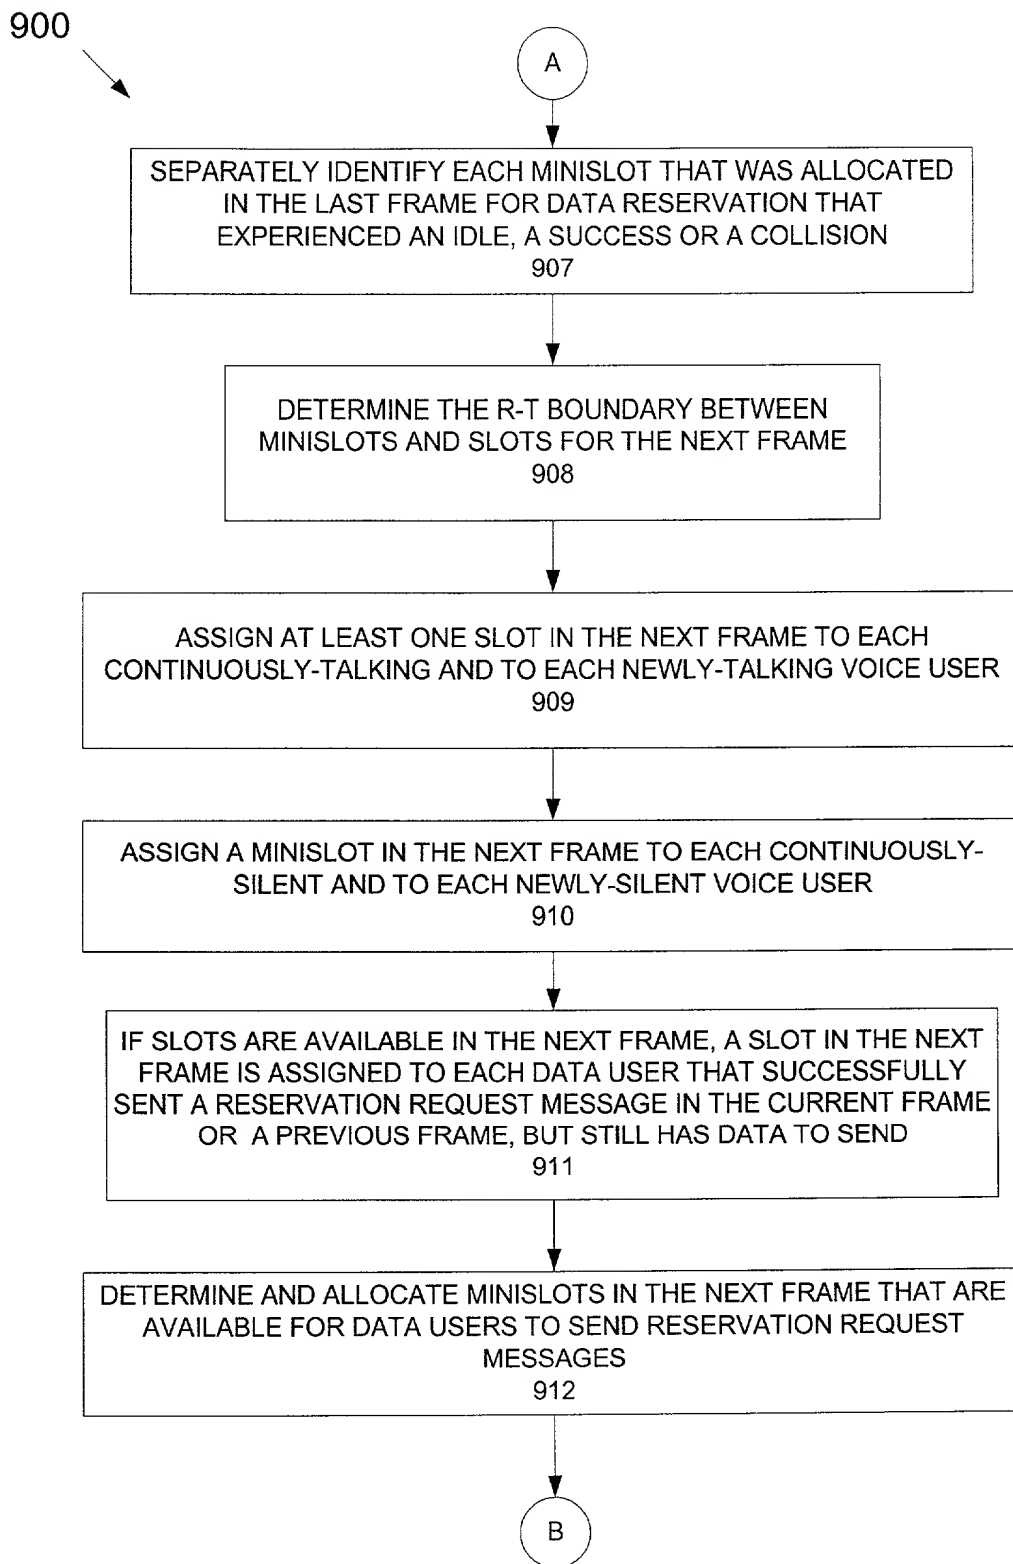 900
A
SEPARATELY IDENTIFY EACH MINISLOT THAT WAS ALLOCATED
IN THE LAST FRAME FOR DATA RESERVATION THAT
EXPERIENCED AN IDLE, A SUCCESS OR A COLLISION
907
DETERMINE THE R-T BOUNDARY BETWEEN
MINISLOTS AND SLOTS FOR THE NEXT FRAME
908
ASSIGN AT LEAST ONE SLOT IN THE NEXT FRAME TO EACH
CONTINUOUSLY-TALKING AND TO EACH NEWLY-TALKING VOICE USER
909
ASSIGN A MINISLOT IN THE NEXT FRAME TO EACH CONTINUOUSLY-
SILENT AND TO EACH NEWLY-SILENT VOICE USER
910
IF SLOTS ARE AVAILABLE IN THE NEXT FRAME, A SLOT IN THE NEXT
FRAME IS ASSIGNED TO EACH DATA USER THAT SUCCESSFULLY
SENT A RESERVATION REQUEST MESSAGE IN THE CURRENT FRAME
OR A PREVIOUS FRAME, BUT STILL HAS DATA TO SEND
911
DETERMINE AND ALLOCATE MINISLOTS IN THE NEXT FRAME THAT ARE
AVAILABLE FOR DATA USERS TO SEND RESERVATION REQUEST
MESSAGES
912
B